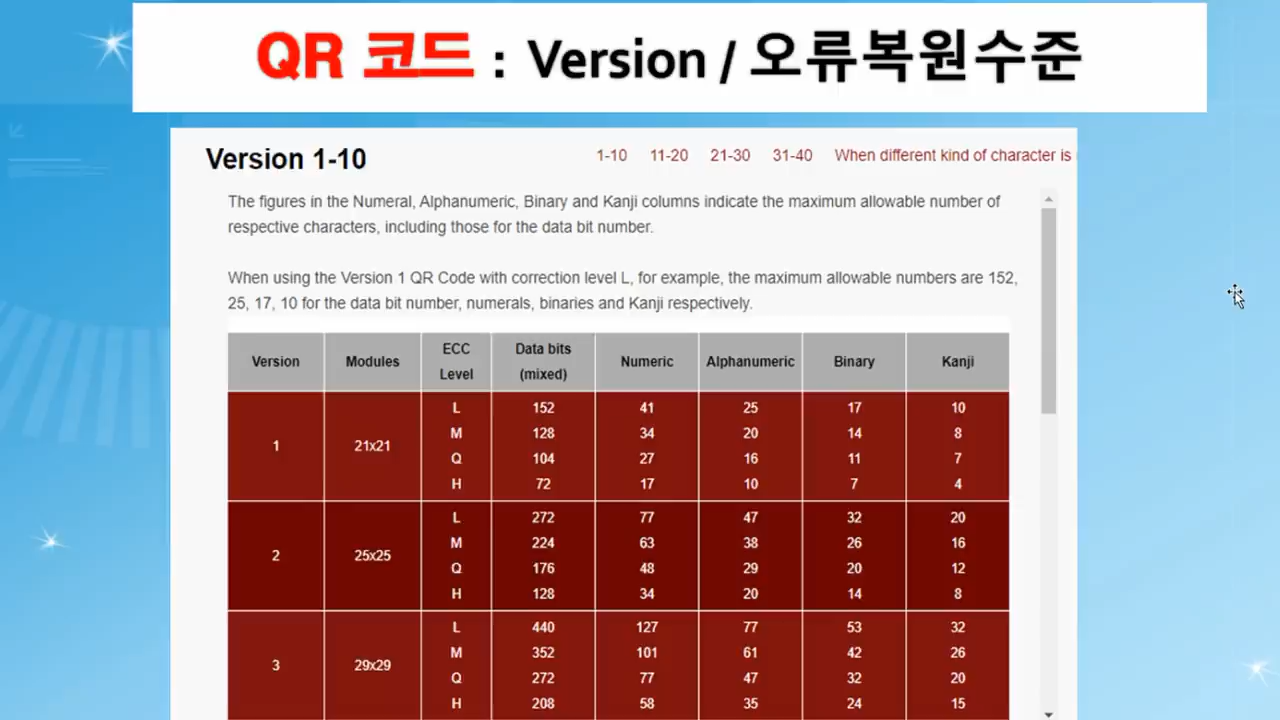 QR 코드 : Version / 오류복원수준
Version 1-10
1-10 11-20 21-30 31-40 When different kind of character is
The figures in the Numeral, Alphanumeric, Binary and Kanji columns indicate the maximum allowable number of
respective characters, including those for the data bit number.
When using the Version 1 QR Code with correction level L, for example, the maximum allowable numbers are 152,
25, 17, 10 for the data bit number, numerals, binaries and Kanji respectively.
Version Modules ECC Level Data bits (mixed) Numeric Alphanumeric Binary Kanji
1 21x21
L 152 41 25 17 10
M 128 34 20 14 8
Q 104 27 16 11 7
H 72 17 10 7 4
2 25x25
L 272 77 47 32 20
M 224 63 38 26 16
Q 176 48 29 20 12
H 128 34 20 14 8
3 29x29
L 440 127 77 53 32
M 352 101 61 42 26
Q 272 77 47 32 20
H 208 58 35 24 15